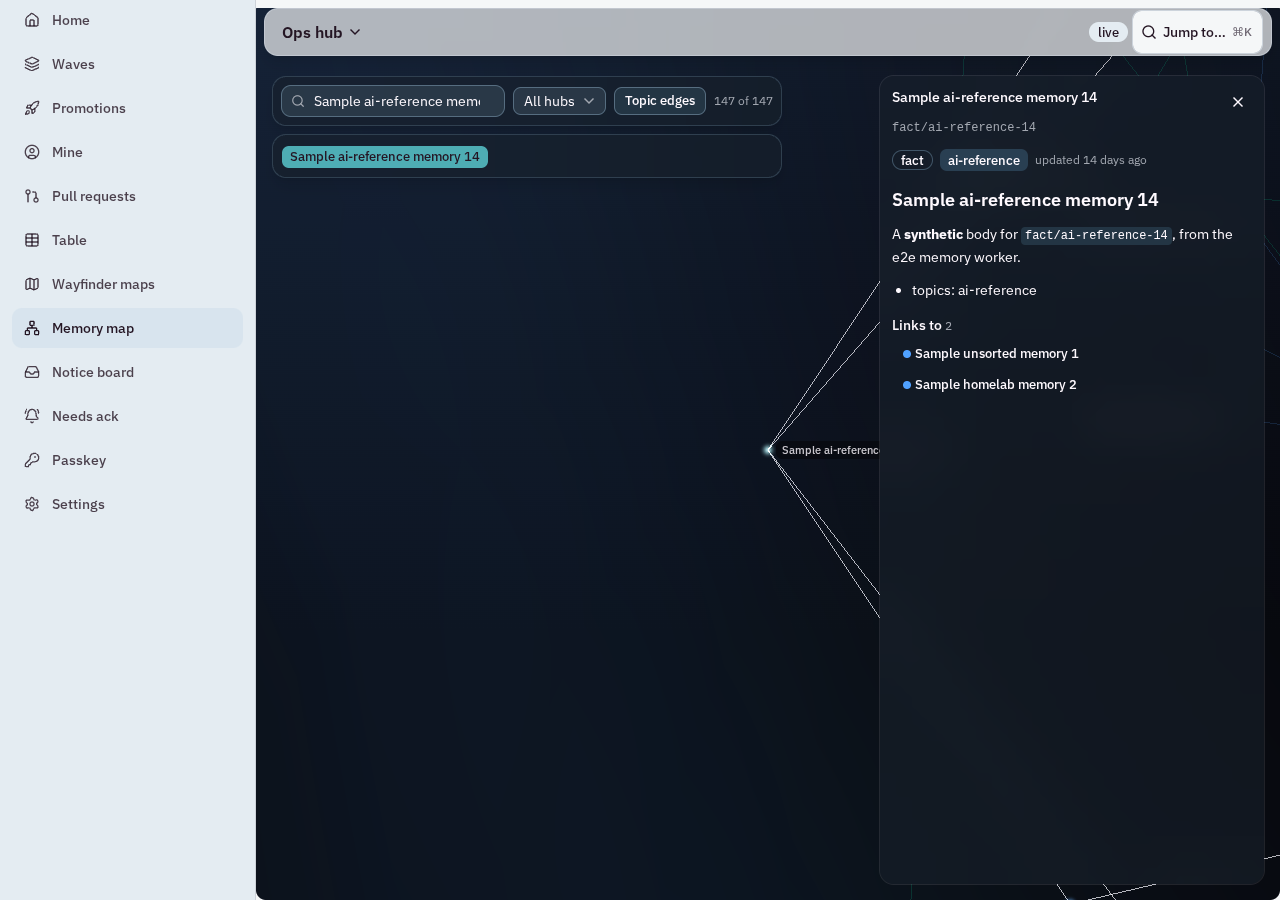 Home
Waves
Promotions
Mine
Pull requests
Table
Wayfinder maps
Memory map
Notice board
Needs ack
Passkey
Settings
Ops hub
live
Jump to... ⌘K
Sample ai-reference mem
All hubs
Topic edges
147 of 147
Sample ai-reference memory 14
Sample ai-reference
Sample ai-reference memory 14
fact/ai-reference-14
fact
ai-reference
updated 14 days ago
Sample ai-reference memory 14
A synthetic body for fact/ai-reference-14, from the
e2e memory worker.
• topics: ai-reference
Links to 2
Sample unsorted memory 1
Sample homelab memory 2